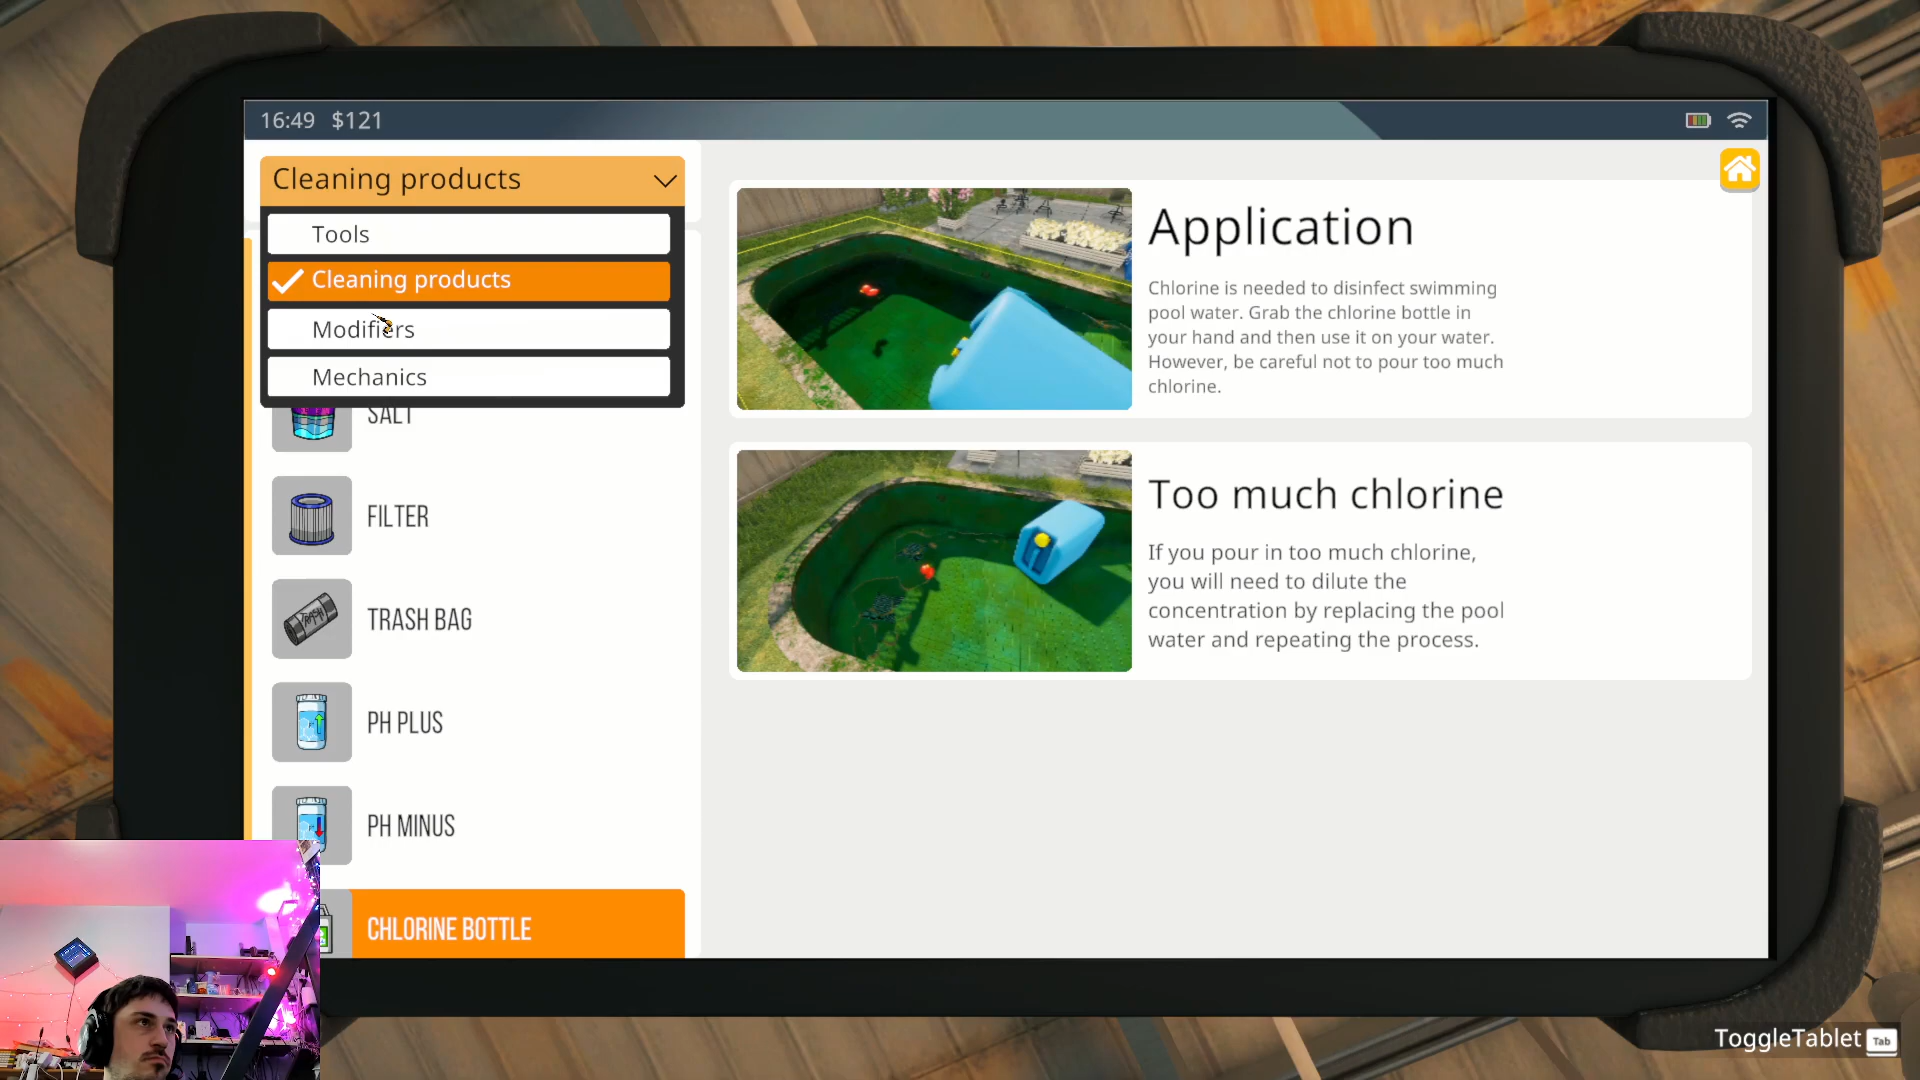 16:49 $121
Cleaning products
Tools
Cleaning products
Modifiers
Mechanics
SALT
FILTER
TRASH
TRASH BAG
PH PLUS
PH MINUS
CHLORINE BOTTLE
Application
Chlorine is needed to disinfect swimming
pool water. Grab the chlorine bottle in
your hand and then use it on your water.
However, be careful not to pour too much
chlorine.
Too much chlorine
If you pour in too much chlorine,
you will need to dilute the
concentration by replacing the pool
water and repeating the process.
ToggleTablet Tab